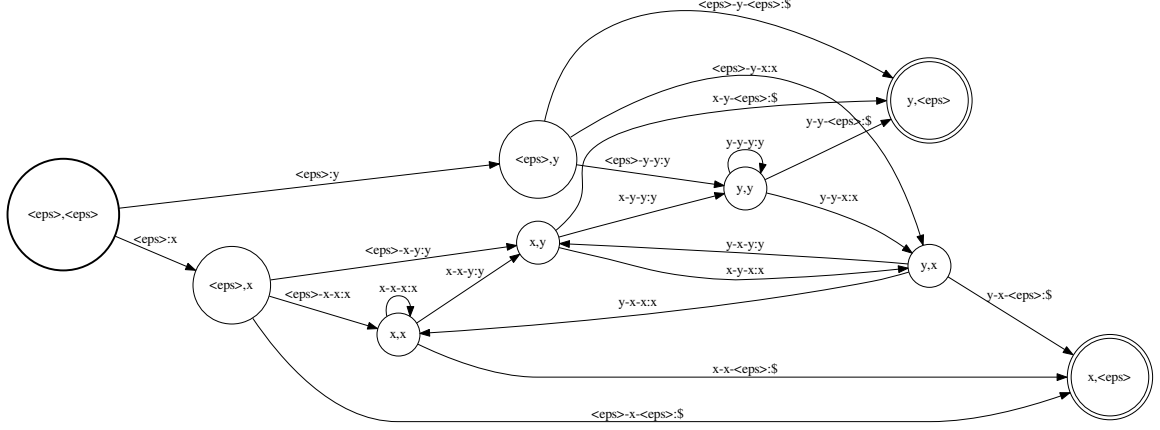 <eps>-y-<eps>:$
<eps>-y-x:x
x-y-<eps>:$
y,<eps>
y-y-<eps>:$
y-y-y:y
<eps>,y
<eps>-y-y:y
<eps>:y
y,y
x-y-y:y
y-y-x:x
<eps>,<eps>
<eps>:x
<eps>-x-y:y
x,y
y-x-y:y
x-y-x:x
y,x
x-x-y:y
<eps>,x
<eps>-x-x:x
x-x-x:x
y-x-x:x
y-x-<eps>:$
x,x
x-x-<eps>:$
x,<eps>
<eps>-x-<eps>:$